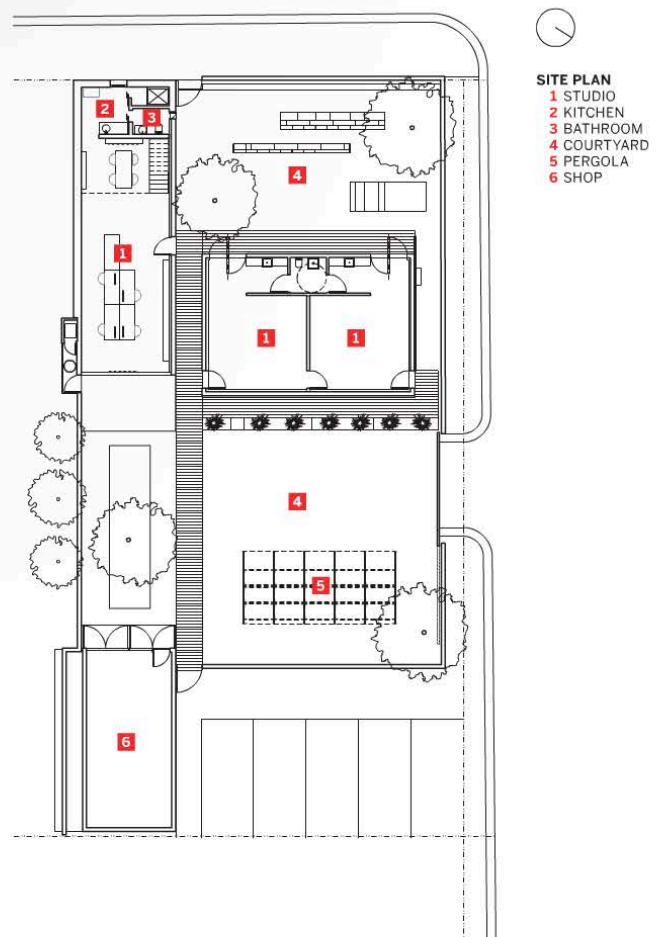 SITE PLAN
1 STUDIO
2 KITCHEN
3 BATHROOM
4 COURTYARD
5 PERGOLA
6 SHOP
2
3
4
1
1
1
4
5
6